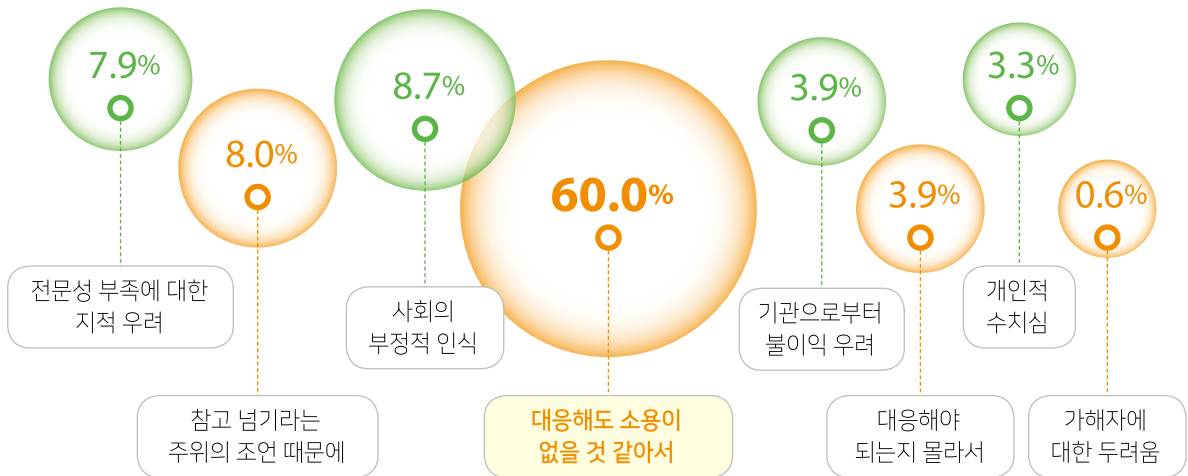 7.9%
전문성 부족에 대한
지적 우려
8.0%
참고 넘기라는
주위의 조언 때문에
8.7%
사회의
부정적 인식
60.0%
대응해도 소용이
없을 것 같아서
3.9%
기관으로부터
불이익 우려
3.9%
대응해야
되는지 몰라서
3.3%
개인적
수치심
0.6%
가해자에
대한 두려움